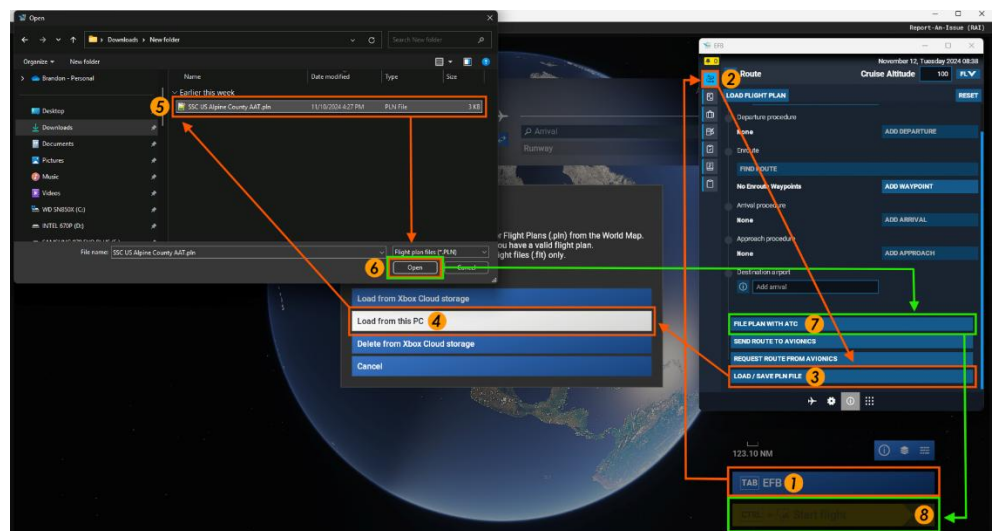 Open
Report-An-Issue (RAI)
Downloads > New folder
Search New folder
Organize
New folder
Brandon - Personal
Desktop
Downloads
Documents
Pictures
Music
Videos
WD SN850X (C:)
INTEL 670P (D:)
Name
Date modified
Type
Size
Earlier this week
5
SSC US Alpine County AAT.pln
11/10/2024 4:27 PM
PLN File
3 KB
File name:
SSC US Alpine County AAT.pln
Flight plan files (*.PLN)
6
Open
Cancel
Arrival
Runway
r Flight Plans (.pln) from the World Map.
ou have a valid flight plan.
ight files (.flt) only.
Load from Xbox Cloud storage
Load from this PC
4
Delete from Xbox Cloud storage
Cancel
EFB
0
November 12, Tuesday 2024 08:38
2
Route
Cruise Altitude
100
FL
LOAD FLIGHT PLAN
RESET
Departure procedure
None
ADD DEPARTURE
Enroute
FIND ROUTE
No Enroute Waypoints
ADD WAYPOINT
Arrival procedure
None
ADD ARRIVAL
Approach procedure
None
ADD APPROACH
Destination airport
Add arrival
FILE PLAN WITH ATC
7
SEND ROUTE TO AVIONICS
REQUEST ROUTE FROM AVIONICS
LOAD / SAVE PLN FILE
3
123.10 NM
TAB EFB
1
Start flight
8